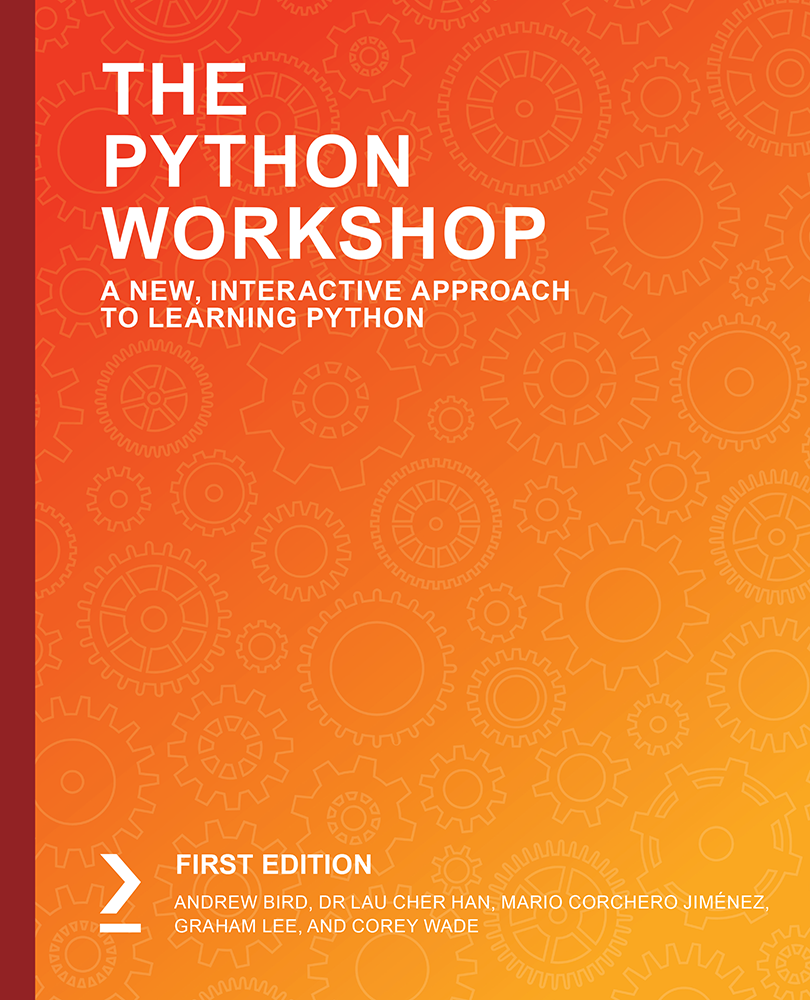 THE
PYTHON
WORKSHOP
A NEW, INTERACTIVE APPROACH
TO LEARNING PYTHON
FIRST EDITION
ANDREW BIRD, DR LAU CHER HAN, MARIO CORCHERO JIMÉNEZ,
GRAHAM LEE, AND COREY WADE